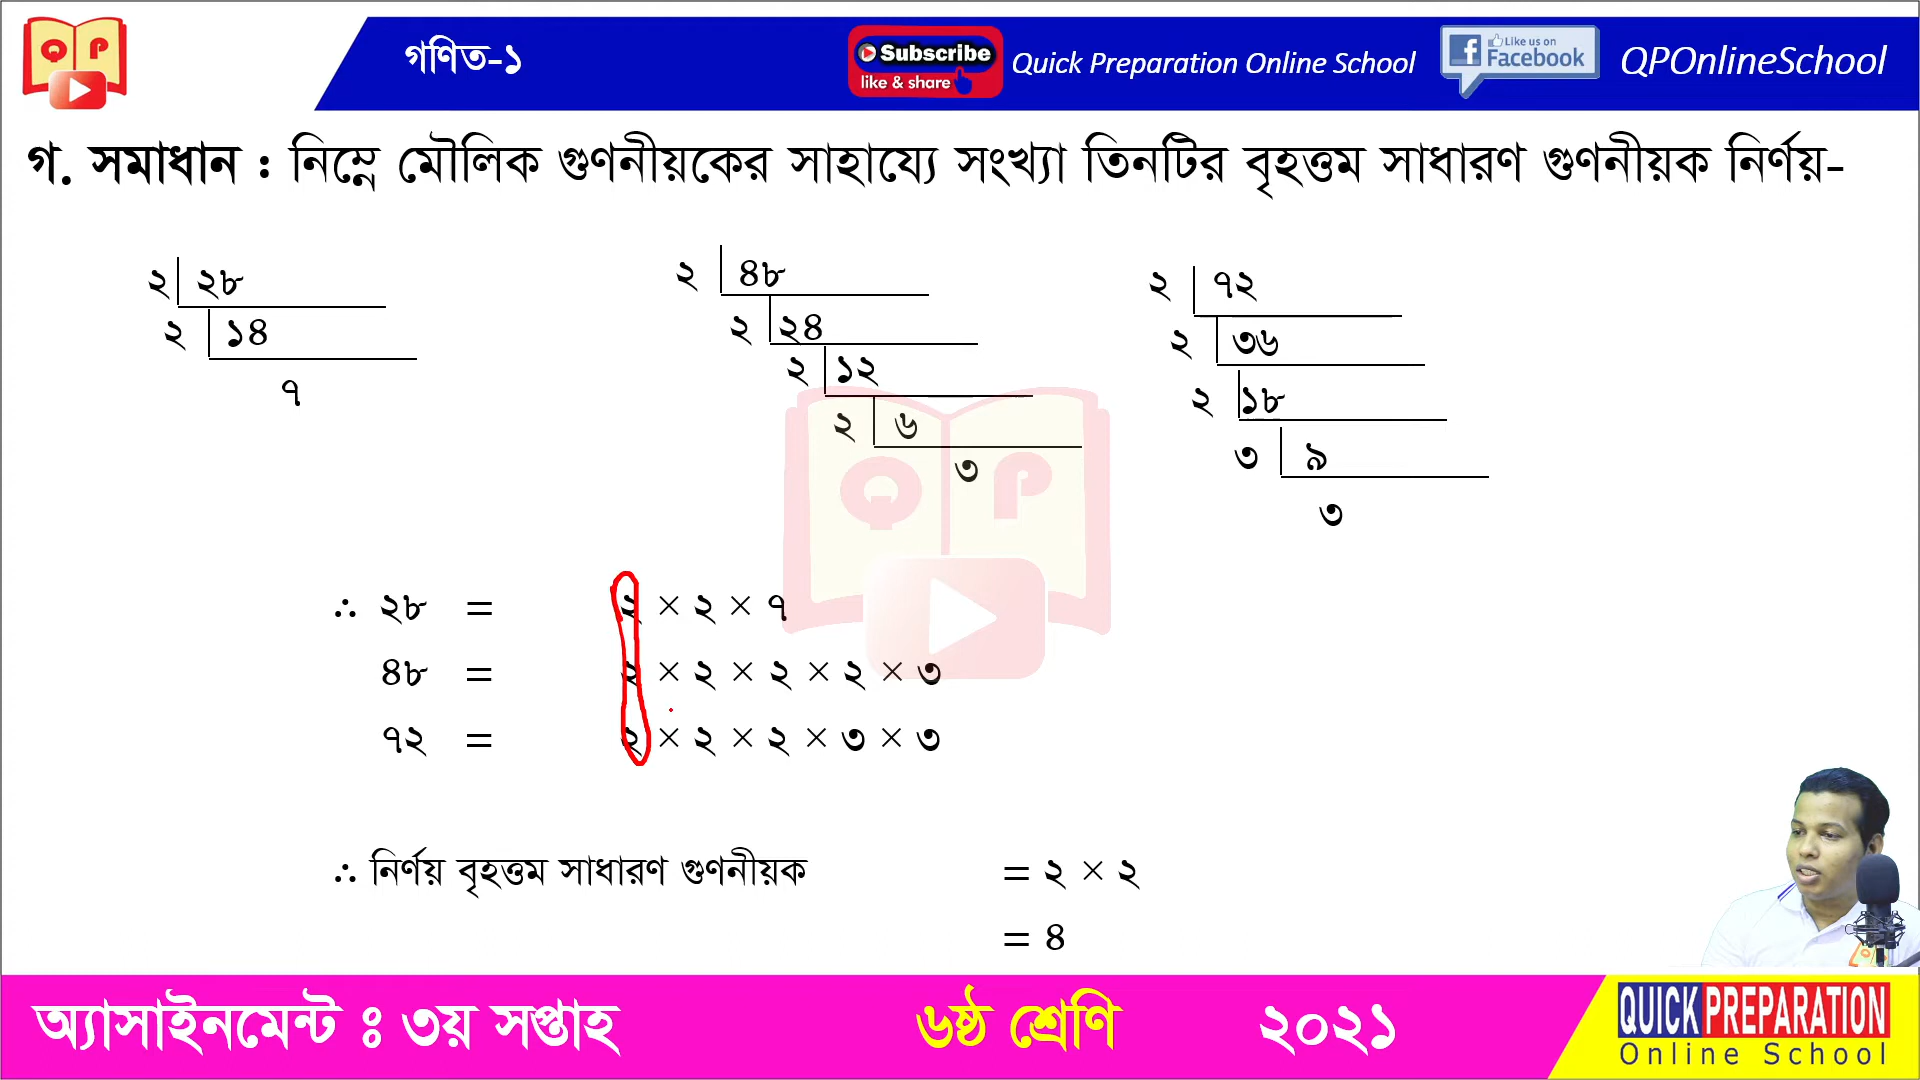 QP
গণিত-১
Subscribe
like & share
Quick Preparation Online School
Like us on
Facebook
QPOnlineSchool
গ. সমাধান : নিম্নে মৌলিক গুণনীয়কের সাহায্যে সংখ্যা তিনটির বৃহত্তম সাধারণ গুণনীয়ক নির্ণয়-
২ ২৮
২ ১৪
৭
২ ৪৮
২ ২৪
২ ১২
২ ৬
৩
২ ৭২
২ ৩৬
২ ১৮
৩ ৯
৩
QP
∴ ২৮ = ২ × ২ × ৭
৪৮ = ২ × ২ × ২ × ২ × ৩
৭২ = ২ × ২ × ২ × ৩ × ৩
∴ নির্ণয় বৃহত্তম সাধারণ গুণনীয়ক = ২ × ২
= ৪
অ্যাসাইনমেন্ট ঃ ৩য় সপ্তাহ
৬ষ্ঠ শ্রেণি
২০২১
QUICK PREPARATION
Online School